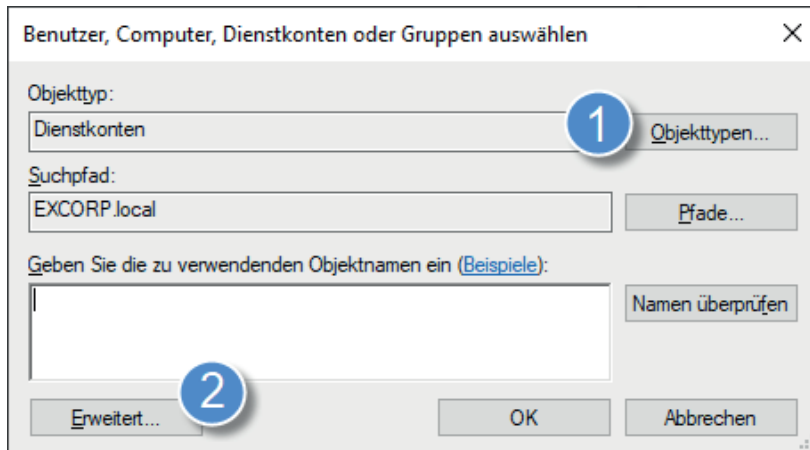 Benutzer, Computer, Dienstkonten oder Gruppen auswählen
Objekttyp:
Dienstkonten
1
Objekttypen...
Suchpfad:
EXCORP.local
Pfade...
Geben Sie die zu verwendenden Objektnamen ein (Beispiele):
Namen überprüfen
2
Erweitert...
OK
Abbrechen